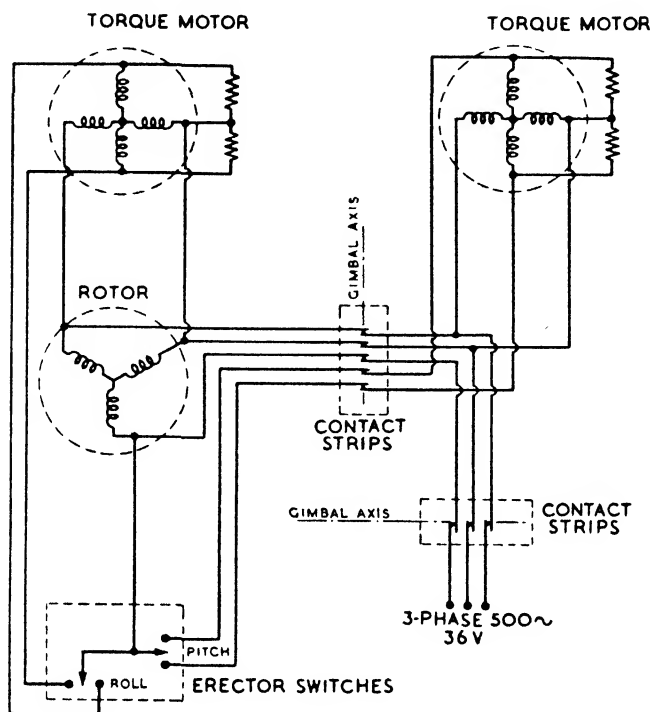 TORQUE MOTOR
TORQUE MOTOR
GIMBAL AXIS
ROTOR
CONTACT
STRIPS
GIMBAL AXIS
CONTACT
STRIPS
3-PHASE 500~
36V
PITCH
ROLL
ERECTOR SWITCHES